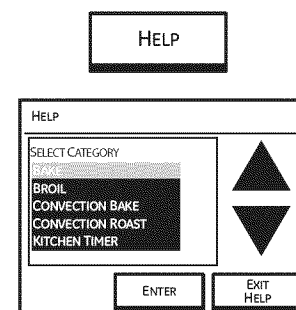 HELP
HELP
SELECT CATEGORY
BAKE
BROIL
CONVECTION BAKE
CONVECTION ROAST
KITCHEN TIMER
ENTER
EXIT
HELP